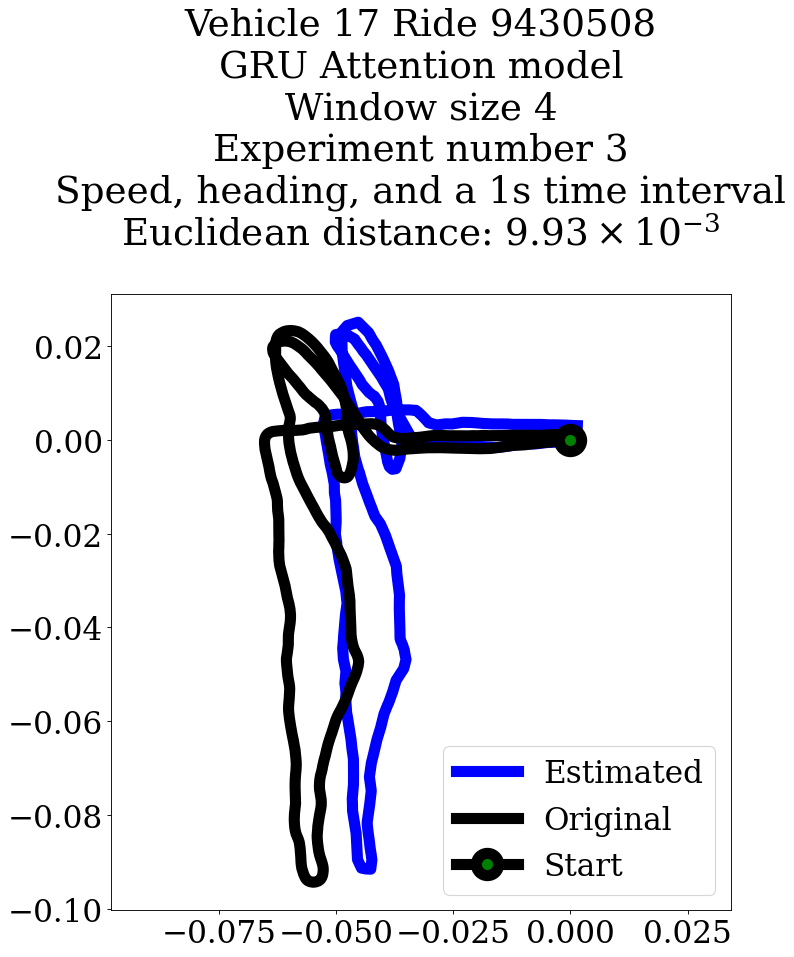 Vehicle 17 Ride 9430508
GRU Attention model
Window size 4
Experiment number 3
Speed, heading, and a 1s time interval
Euclidean distance: 9.93 × 10⁻³
0.02
0.00
−0.02
−0.04
−0.06
−0.08
−0.10
Estimated
Original
Start
−0.075 −0.050 −0.025 0.000 0.025